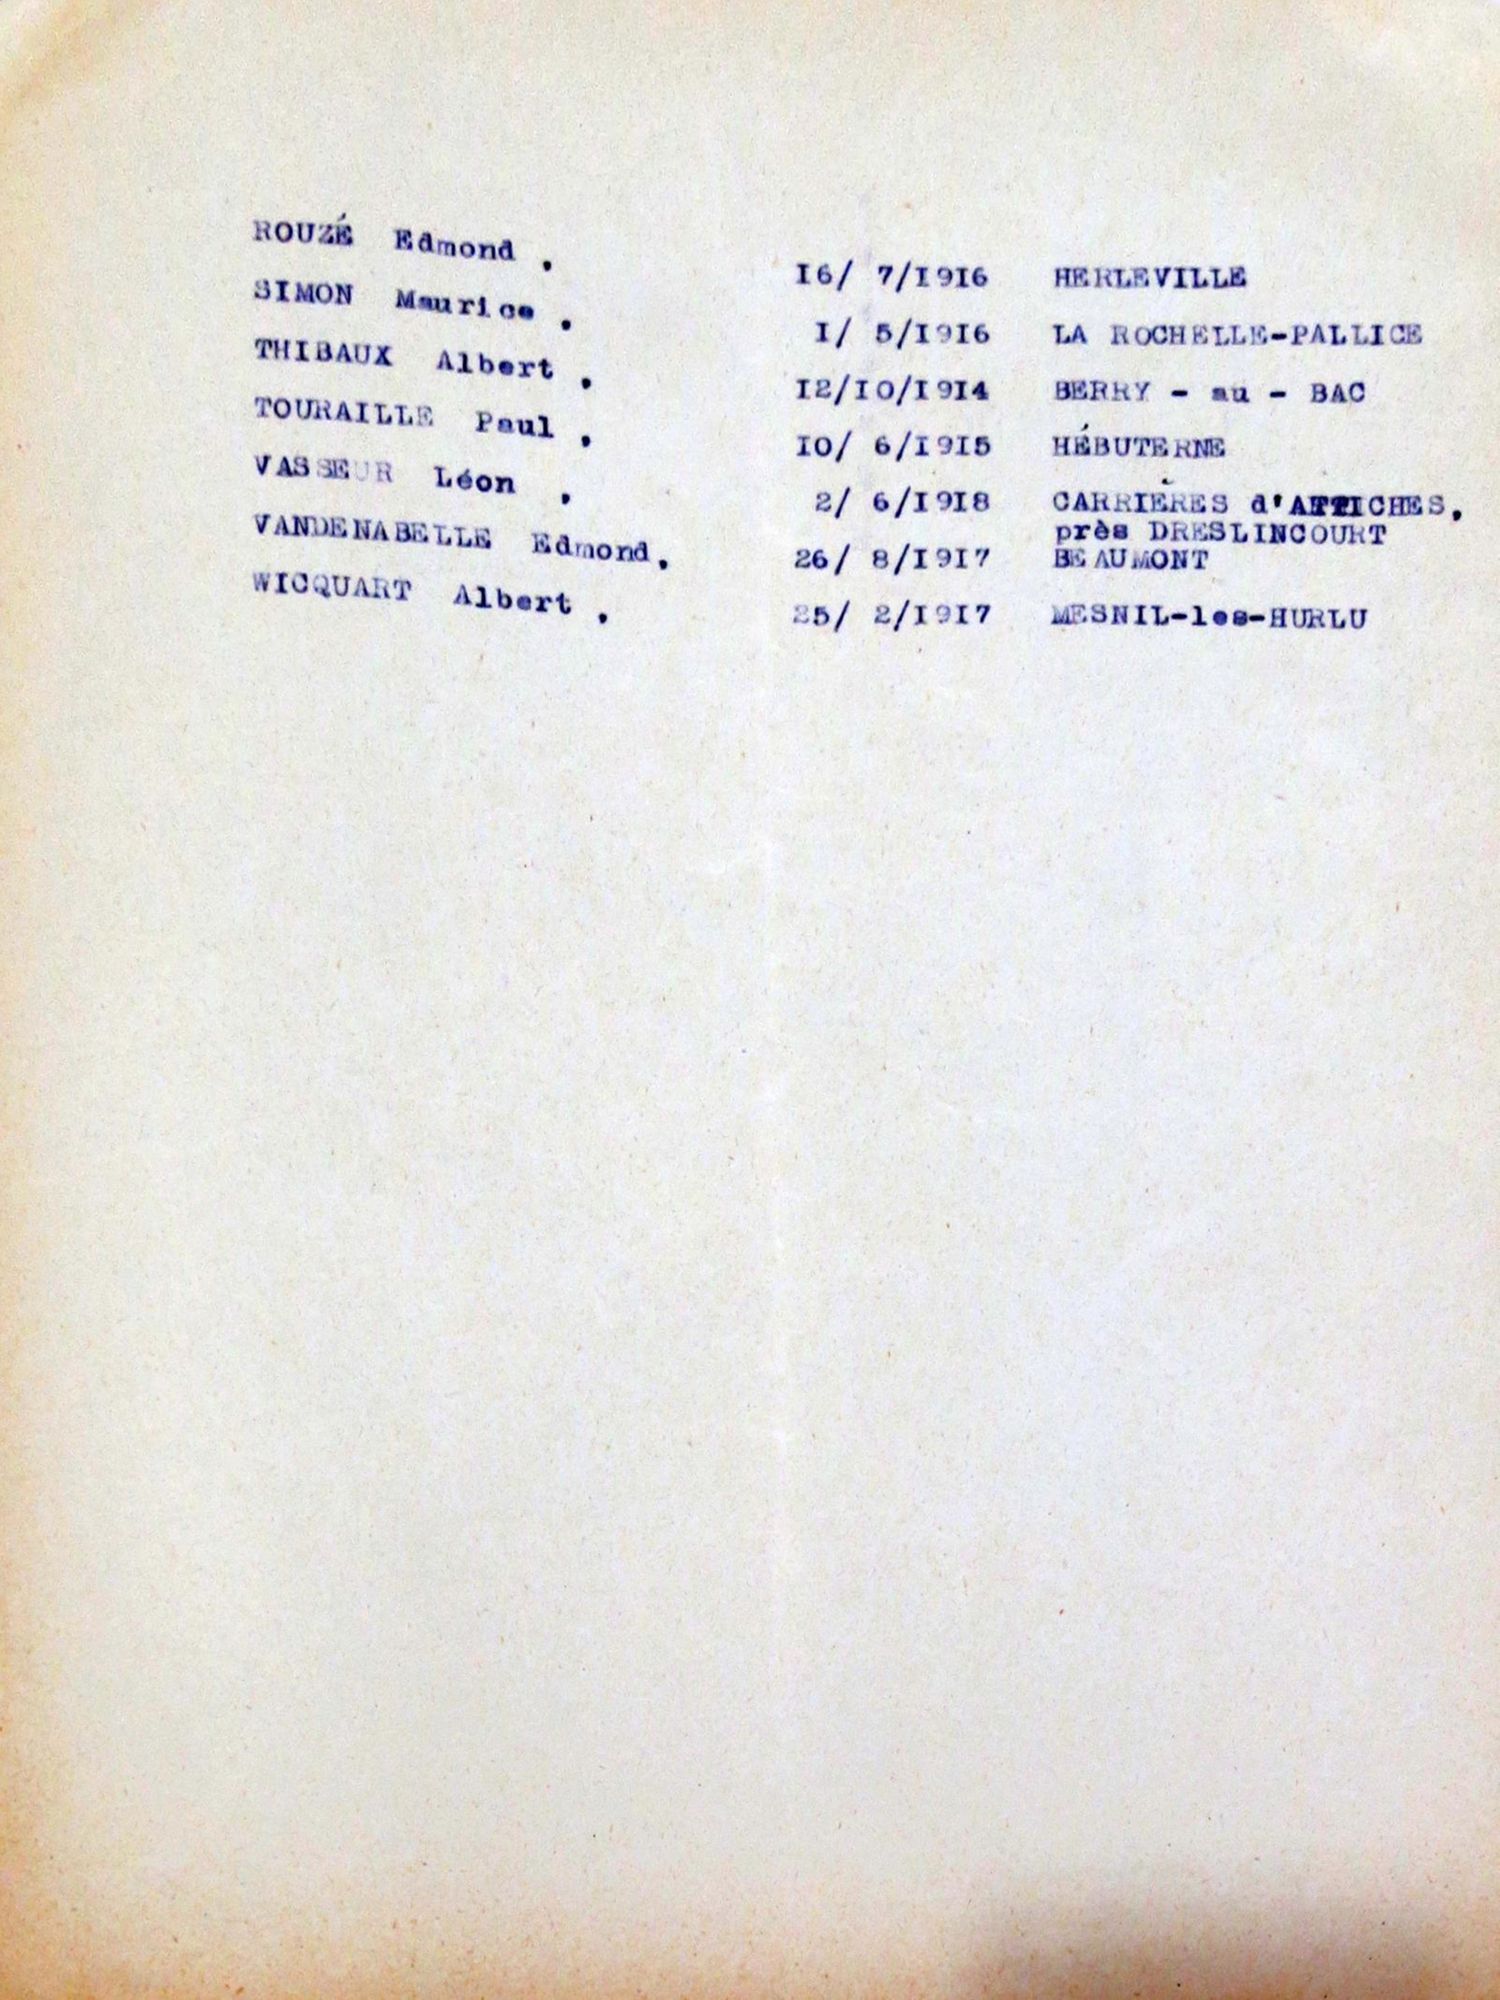 ROUZÉ Edmond . 16/ 7/1916 HERLEVILLE
SIMON Maurice . 1/ 5/1916 LA ROCHELLE-PALLICE
THIBAUX Albert . 12/10/1914 BERRY - au - BAC
TOURAILLE Paul . 10/ 6/1915 HÉBUTERNE
VASSEUR Léon . 2/ 6/1918 CARRIÈRES d'ATTICHES.
près DRESLINCOURT
VANDENABELLE Edmond. 26/ 8/1917 BEAUMONT
WICQUART Albert . 25/ 2/1917 MESNIL-les-HURLU